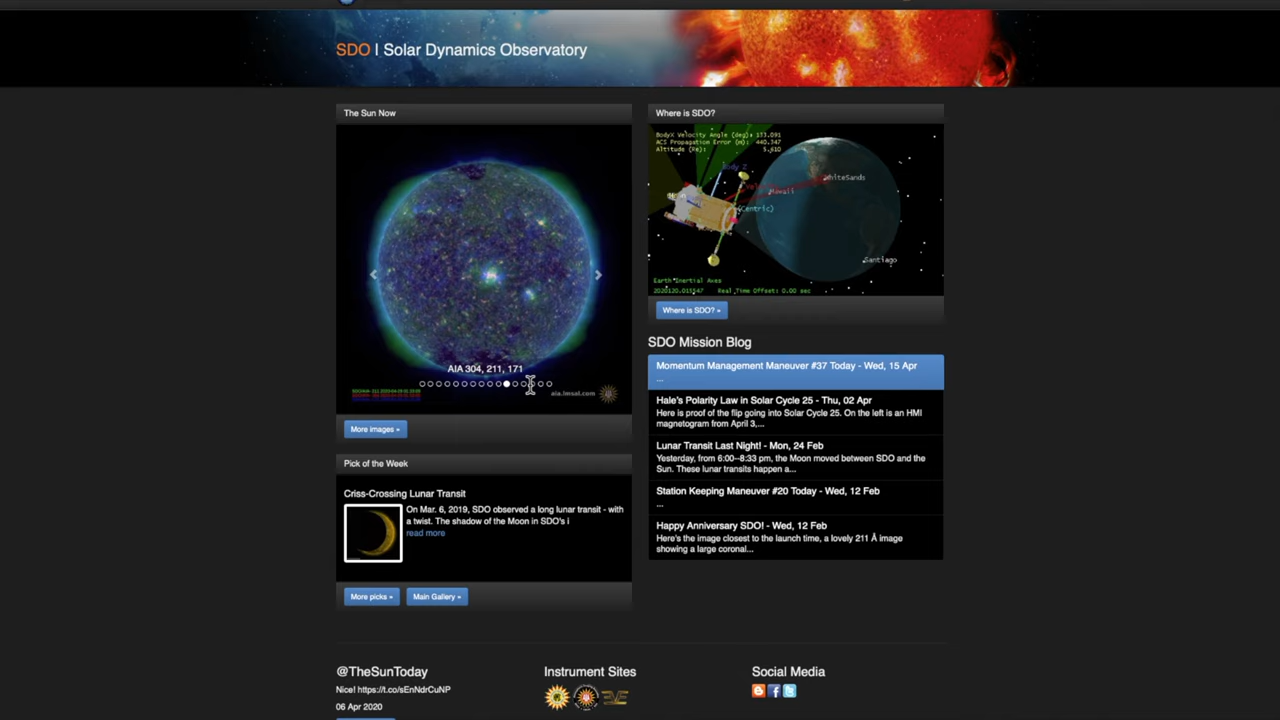 SDO | Solar Dynamics Observatory
The Sun Now
AIA 304, 211, 171
aia.lmsal.com
More images »
Pick of the Week
Criss-Crossing Lunar Transit
On Mar. 6, 2019, SDO observed a long lunar transit - with
a twist. The shadow of the Moon in SDO's i
read more
More picks »
Main Gallery »
Where is SDO?
BodyX Velocity Angle (deg): 133.091
ACS Propagation Error (m): 440.347
Altitude (Re): 5.610
Body Z
WhiteSands
Hawaii
(Centric)
Santiago
Earth Inertial Axes
Real Time Offset: 0.00 sec
Where is SDO? »
SDO Mission Blog
Momentum Management Maneuver #37 Today - Wed, 15 Apr
...
Hale's Polarity Law in Solar Cycle 25 - Thu, 02 Apr
Here is proof of the flip going into Solar Cycle 25. On the left is an HMI
magnetogram from April 3,...
Lunar Transit Last Night! - Mon, 24 Feb
Yesterday, from 6:00–8:33 pm, the Moon moved between SDO and the
Sun. These lunar transits happen a...
Station Keeping Maneuver #20 Today - Wed, 12 Feb
...
Happy Anniversary SDO! - Wed, 12 Feb
Here's the image closest to the launch time, a lovely 211 Å image
showing a large coronal...
@TheSunToday
Nice! https://t.co/sEnNdrCuNP
06 Apr 2020
Instrument Sites
Social Media